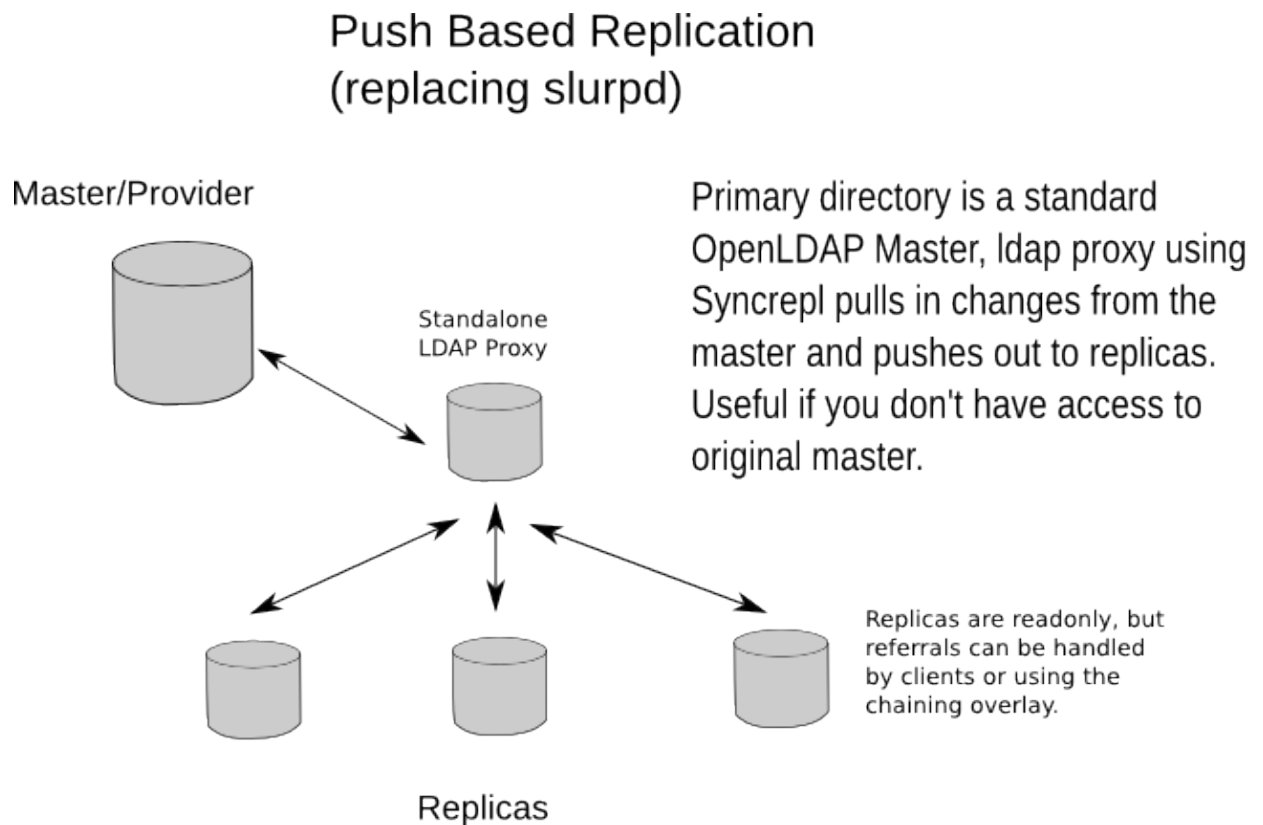 Push Based Replication
(replacing slurpd)
Master/Provider
Primary directory is a standard
OpenLDAP Master, ldap proxy using
Syncrepl pulls in changes from the
master and pushes out to replicas.
Useful if you don't have access to
original master.
Standalone
LDAP Proxy
Replicas are readonly, but
referrals can be handled
by clients or using the
chaining overlay.
Replicas